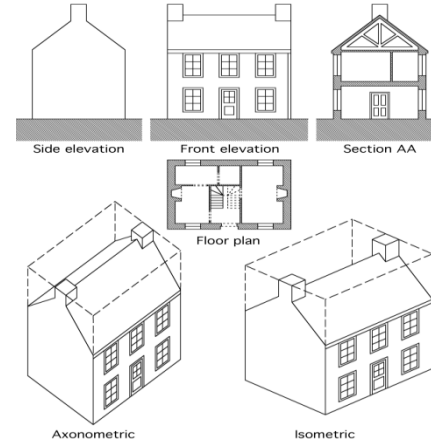 Side elevation
Front elevation
Section AA
Floor plan
Axonometric
Isometric